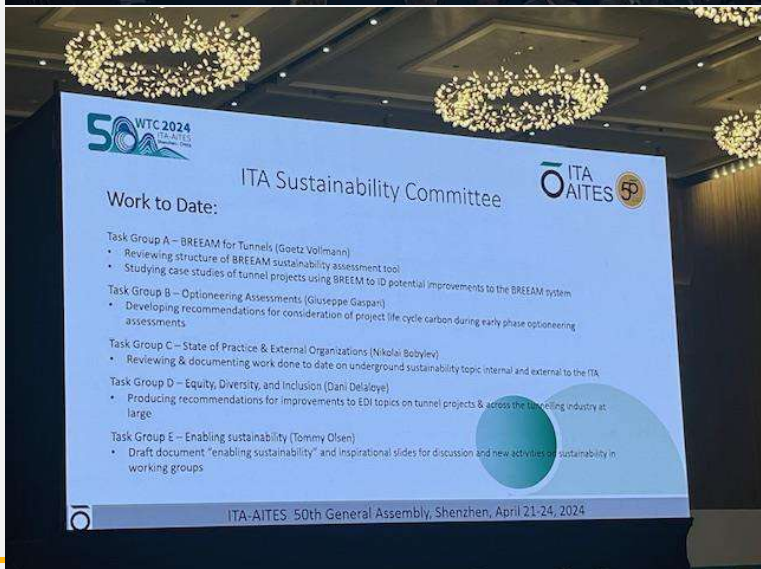 50 WTC 2024
ITA-AITES
Shenzhen, China
ITA
AITES
50
ITA Sustainability Committee
Work to Date:
Task Group A – BREEAM for Tunnels (Goetz Vollmann)
• Reviewing structure of BREEAM sustainability assessment tool
• Studying case studies of tunnel projects using BREEM to ID potential improvements to the BREEAM system
Task Group B – Optioneering Assessments (Giuseppe Gaspari)
• Developing recommendations for consideration of project life cycle carbon during early phase optioneering
assessments
Task Group C – State of Practice & External Organizations (Nikolai Bobylev)
• Reviewing & documenting work done to date on underground sustainability topic internal and external to the ITA
Task Group D – Equity, Diversity, and Inclusion (Dani Delaloye)
• Producing recommendations for improvements to EDI topics on tunnel projects & across the tunnelling industry at
large
Task Group E – Enabling sustainability (Tommy Olsen)
• Draft document "enabling sustainability" and inspirational slides for discussion and new activities on sustainability in
working groups
ITA-AITES 50th General Assembly, Shenzhen, April 21-24, 2024